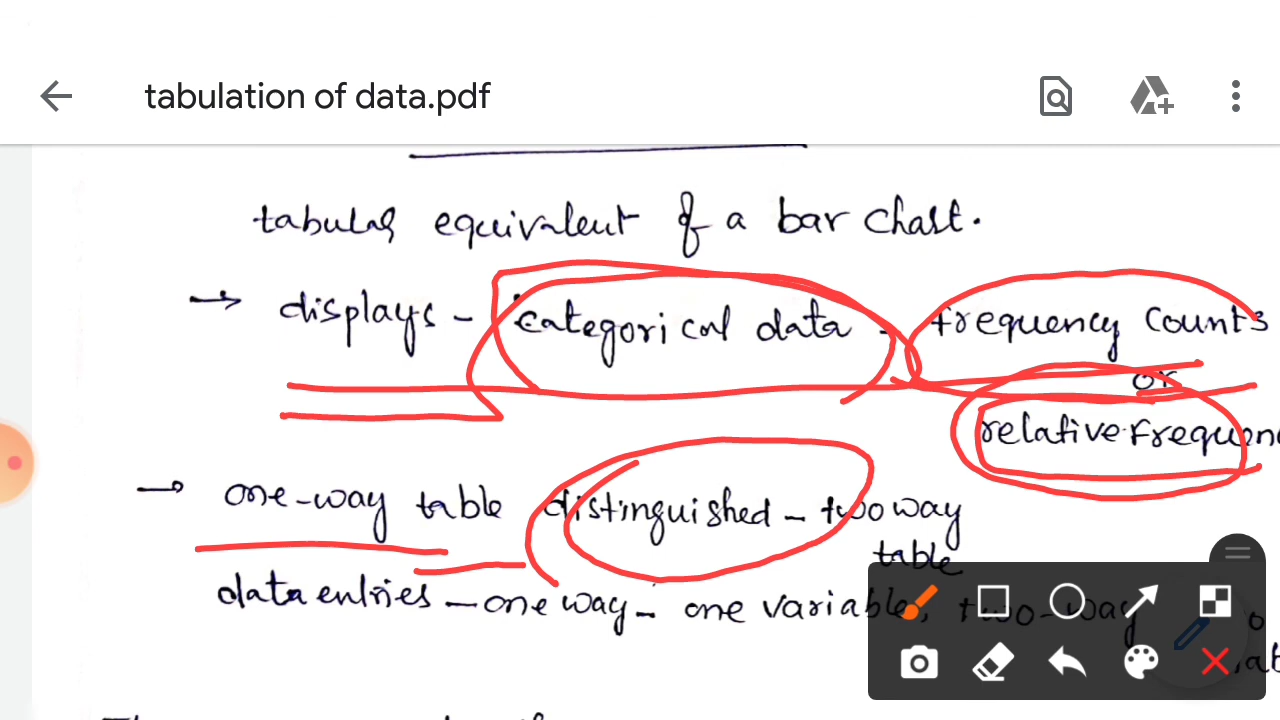 tabulation of data.pdf
tabular equivalent of a bar chart.
→ displays - categorical data - frequency counts
or
relative frequen
→ one-way table distinguished - two way
table
data entries - one way - one variable, two-way